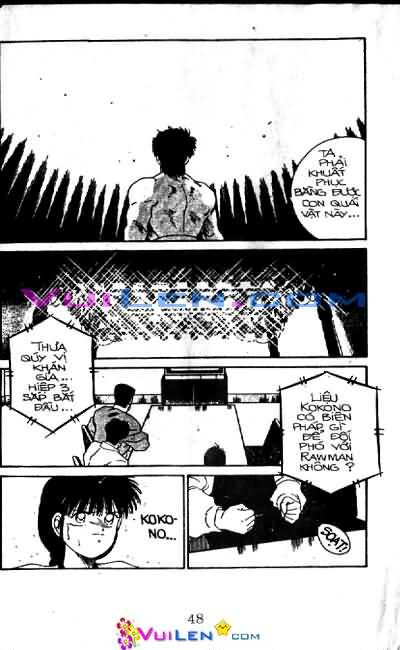 TA
PHẢI
KHUẤT
PHỤC
BẰNG ĐƯỢC
CON QUÁI
VẬT NÀY...
VUILEN.COM
THƯA
QUÝ VỊ
KHÁN
GIẢ...
HIỆP 3
SẮP BẮT
ĐẦU...
LIỆU
KOKONO
CÓ BIỆN
PHÁP GÌ
ĐỂ ĐỐI
PHÓ VỚI
RAWMAN
KHÔNG ?
KOKO-
NO...
SOẠT!
48
VUILEN.COM